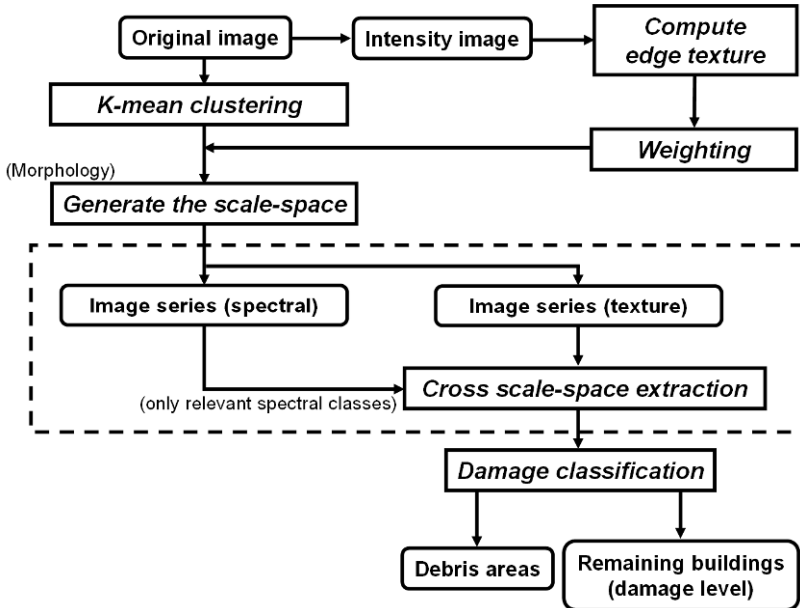 Original image
Intensity image
Compute
edge texture
K-mean clustering
Weighting
(Morphology)
Generate the scale-space
Image series (spectral)
Image series (texture)
Cross scale-space extraction
(only relevant spectral classes)
Damage classification
Debris areas
Remaining buildings
(damage level)